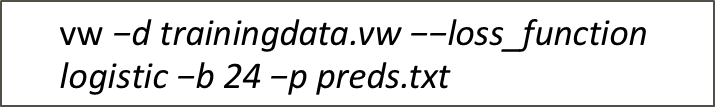 vw −d trainingdata.vw −−loss_function
logistic −b 24 −p preds.txt